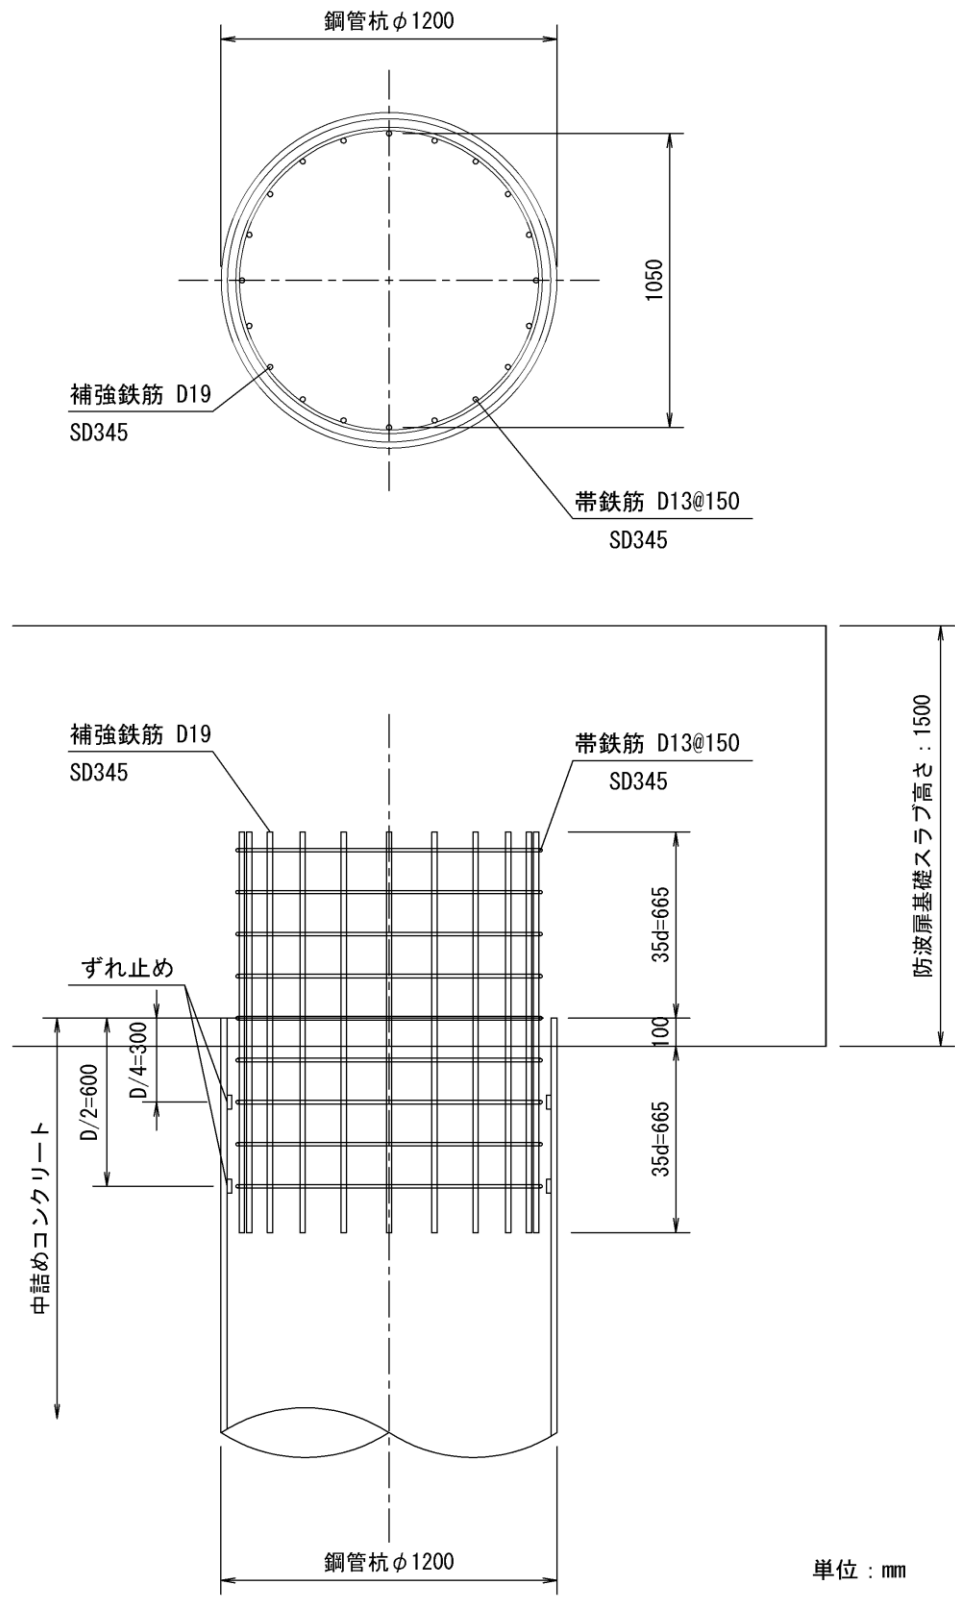 鋼管杭φ1200
1050
補強鉄筋 D19
SD345
帯鉄筋 D13@150
SD345
補強鉄筋 D19
SD345
帯鉄筋 D13@150
SD345
防波扉基礎スラブ高さ：1500
35d=665
ずれ止め
100
D/4=300
D/2=600
35d=665
中詰めコンクリート
鋼管杭φ1200
単位：mm